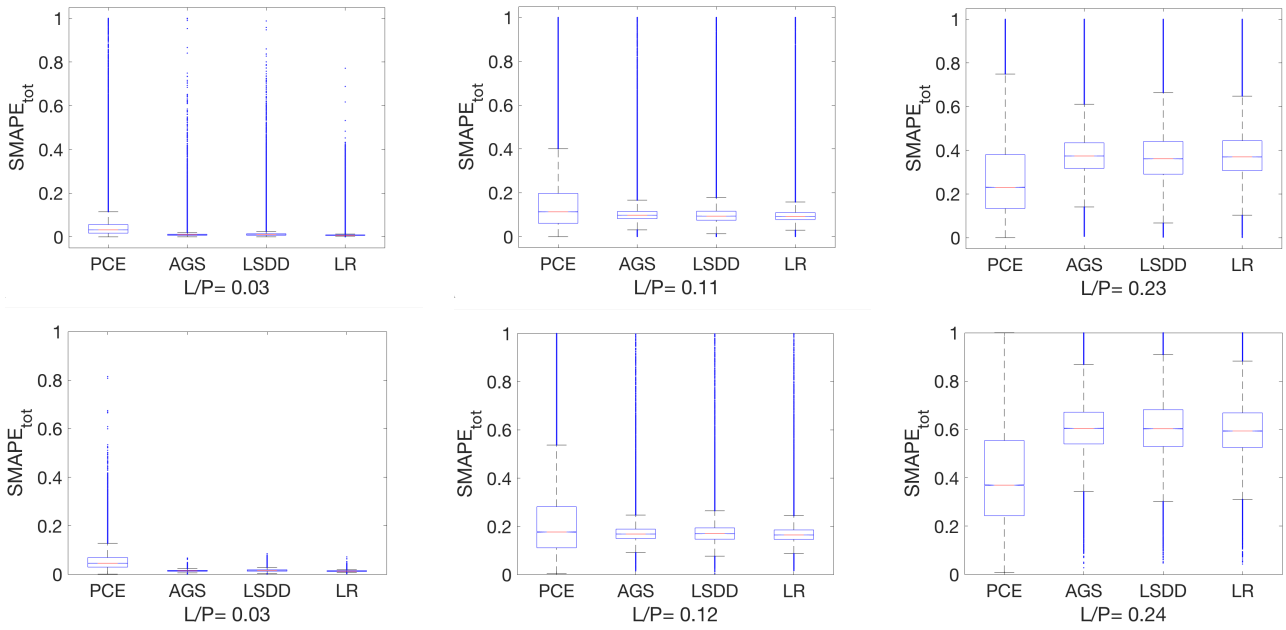 1
0.8
0.6
0.4
0.2
0
SMAPE_tot
PCE AGS LSDD LR
L/P= 0.03
1
0.8
0.6
0.4
0.2
0
SMAPE_tot
PCE AGS LSDD LR
L/P= 0.11
1
0.8
0.6
0.4
0.2
0
SMAPE_tot
PCE AGS LSDD LR
L/P= 0.23
1
0.8
0.6
0.4
0.2
0
SMAPE_tot
PCE AGS LSDD LR
L/P= 0.03
1
0.8
0.6
0.4
0.2
0
SMAPE_tot
PCE AGS LSDD LR
L/P= 0.12
1
0.8
0.6
0.4
0.2
0
SMAPE_tot
PCE AGS LSDD LR
L/P= 0.24